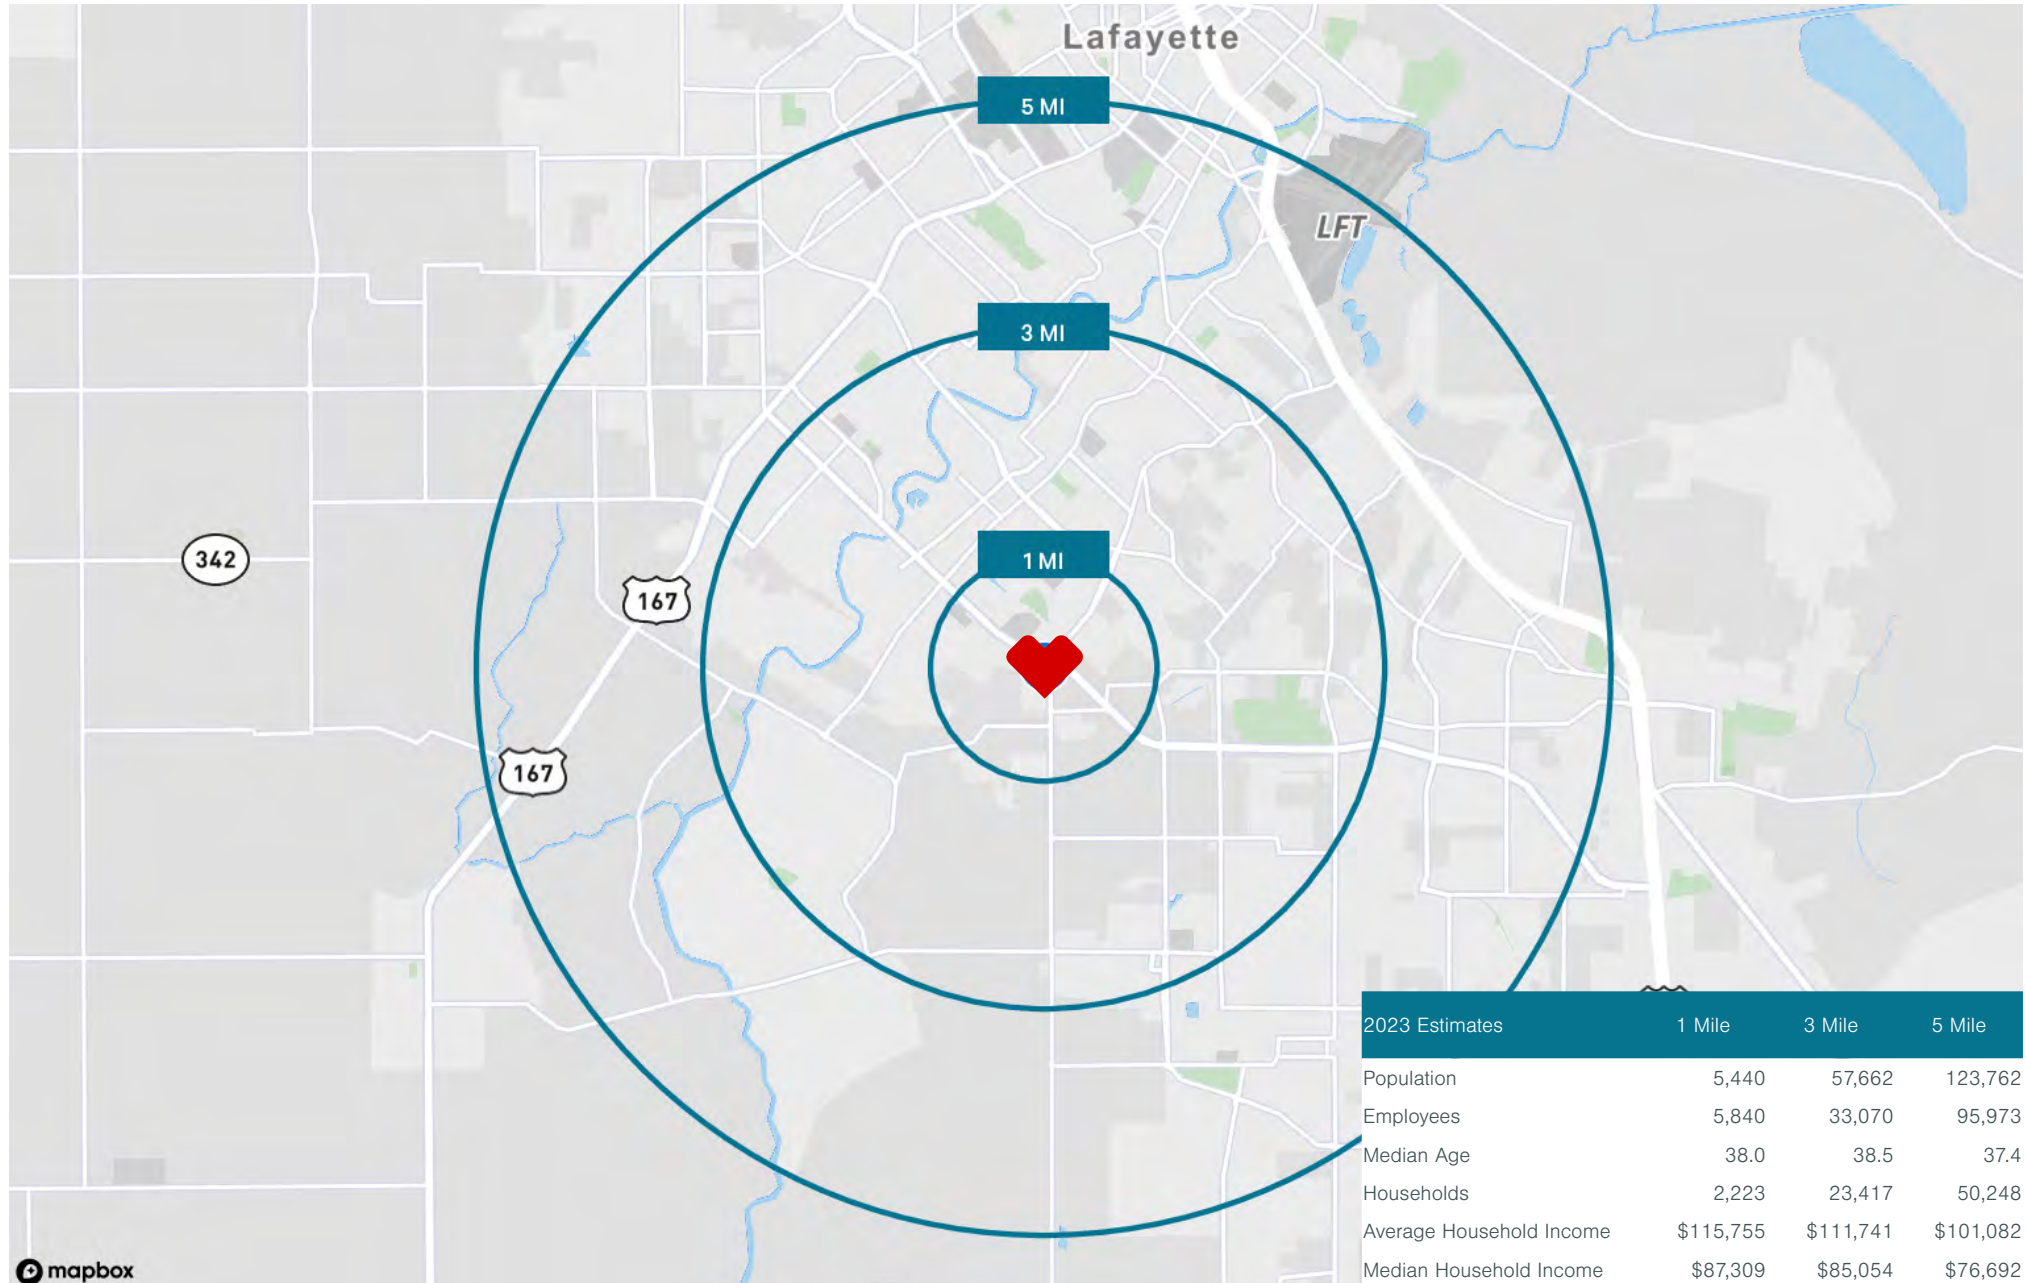 Lafayette
5 MI
LFT
3 MI
1 MI
342
167
167
2023 Estimates 1 Mile 3 Mile 5 Mile
Population 5,440 57,662 123,762
Employees 5,840 33,070 95,973
Median Age 38.0 38.5 37.4
Households 2,223 23,417 50,248
Average Household Income $115,755 $111,741 $101,082
Median Household Income $87,309 $85,054 $76,692
mapbox